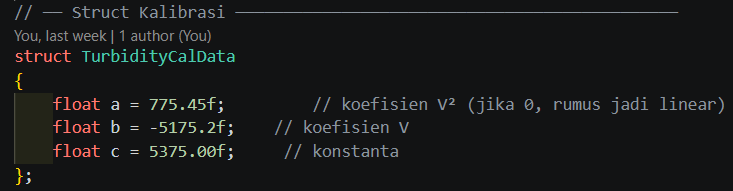 // —— Struct Kalibrasi ——————————————————————————————————————————
You, last week | 1 author (You)
struct TurbidityCalData
{
    float a = 775.45f;        // koefisien V² (jika 0, rumus jadi linear)
    float b = -5175.2f;    // koefisien V
    float c = 5375.00f;     // konstanta
};